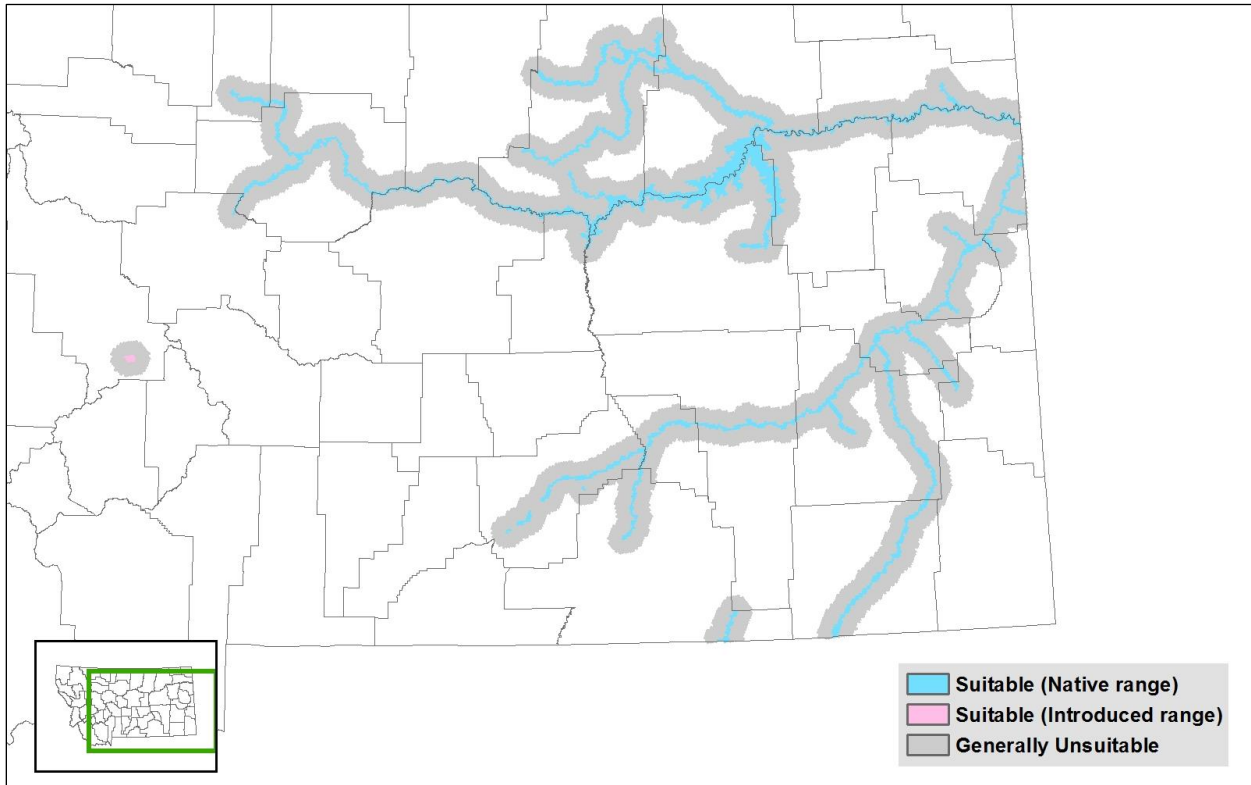 Suitable (Native range)
Suitable (Introduced range)
Generally Unsuitable